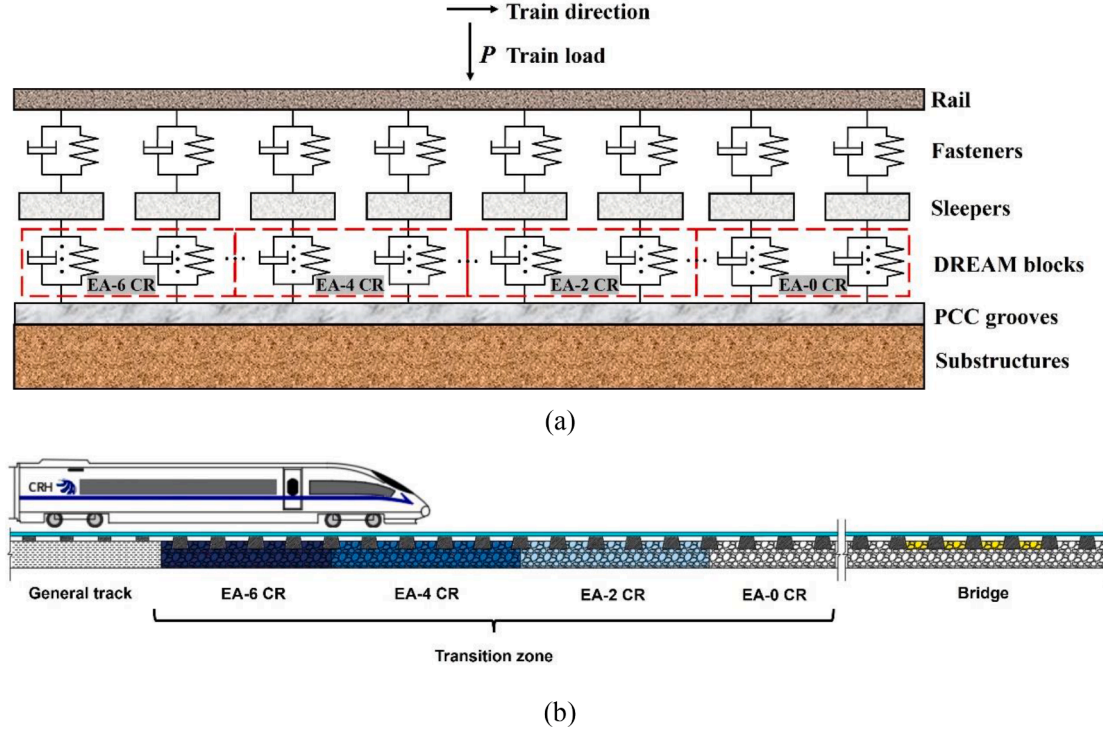 Train direction
P Train load
Rail
Fasteners
Sleepers
DREAM blocks
EA-6 CR
EA-4 CR
EA-2 CR
EA-0 CR
PCC grooves
Substructures
(a)
CRH
General track
EA-6 CR
EA-4 CR
EA-2 CR
EA-0 CR
Bridge
Transition zone
(b)